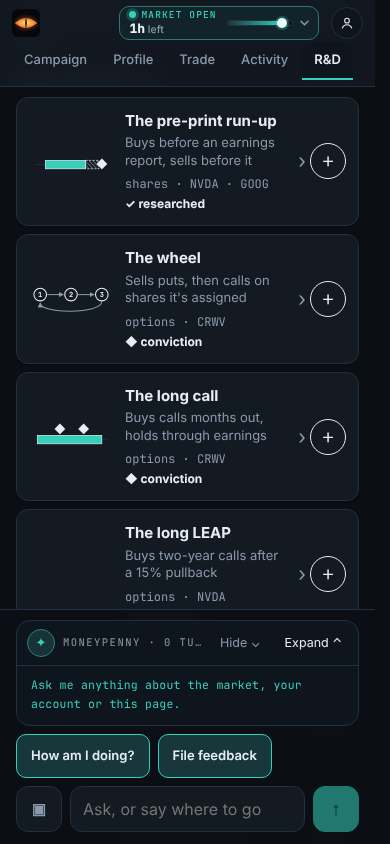 MARKET OPEN
1h left
Campaign
Profile
Trade
Activity
R&D
The pre-print run-up
Buys before an earnings
report, sells before it
shares · NVDA · GOOG
✓ researched
The wheel
1 2 3
Sells puts, then calls on
shares it's assigned
options · CRWV
◆ conviction
The long call
Buys calls months out,
holds through earnings
options · CRWV
◆ conviction
The long LEAP
Buys two-year calls after
a 15% pullback
options · NVDA
MONEYPENNY · 0 TU…
Hide
Expand
Ask me anything about the market, your
account or this page.
How am I doing?
File feedback
Ask, or say where to go